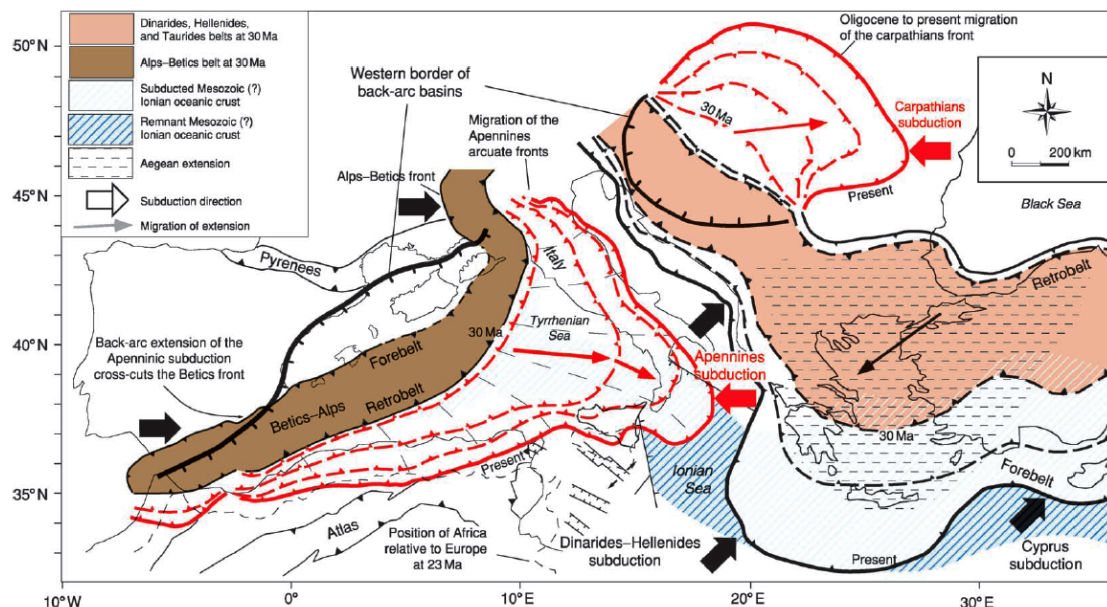 Dinarides, Hellenides,
and Taurides belts at 30 Ma
Alps–Betics belt at 30 Ma
Subducted Mesozoic (?)
Ionian oceanic crust
Remnant Mesozoic (?)
Ionian oceanic crust
Aegean extension
Subduction direction
Migration of extension
50°N
45°N
40°N
35°N
10°W
0°
10°E
20°E
30°E
Oligocene to present migration
of the carpathians front
N
0 200 km
Western border of
back-arc basins
Migration of the
Apennines
arcuate fronts
Alps–Betics front
30 Ma
Carpathians
subduction
Present
Black Sea
Pyrenees
Italy
Retrobelt
Tyrrhenian
Sea
30 Ma
Back-arc extension of the
Apenninic subduction
cross-cuts the Betics front
Forebelt
Retrobelt
Betics–Alps
Apennines
subduction
30 Ma
Present
Ionian
Sea
Forebelt
Atlas
Position of Africa
relative to Europe
at 23 Ma
Dinarides–Hellenides
subduction
Present
Cyprus
subduction